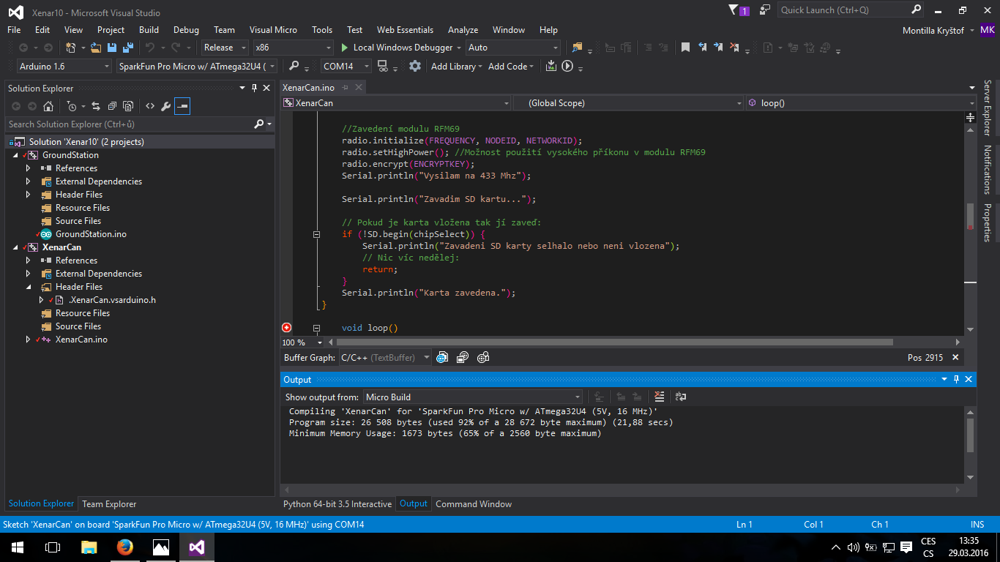 Xenar10 - Microsoft Visual Studio
1
Quick Launch (Ctrl+Q)
File Edit View Project Build Debug Team Visual Micro Tools Test Web Essentials Analyze Window Help
Montilla Kryštof MK
Release x86 Local Windows Debugger Auto
Arduino 1.6 SparkFun Pro Micro w/ ATmega32U4 ( COM14 Add Library Add Code
Solution Explorer
Search Solution Explorer (Ctrl+ů)
Solution 'Xenar10' (2 projects)
GroundStation
References
External Dependencies
Header Files
Resource Files
Source Files
GroundStation.ino
XenarCan
References
External Dependencies
Header Files
.XenarCan.vsarduino.h
Resource Files
Source Files
XenarCan.ino
Solution Explorer Team Explorer
XenarCan.ino
XenarCan (Global Scope) loop()
//Zavedení modulu RFM69
radio.initialize(FREQUENCY, NODEID, NETWORKID);
radio.setHighPower(); //Možnost použití vysokého příkonu v modulu RFM69
radio.encrypt(ENCRYPTKEY);
Serial.println("Vysilam na 433 Mhz");
Serial.println("Zavadim SD kartu...");
// Pokud je karta vložena tak jí zaveď:
if (!SD.begin(chipSelect)) {
Serial.println("Zavadeni SD karty selhalo nebo neni vlozena");
// Nic víc nedělej:
return;
}
Serial.println("Karta zavedena.");
}
void loop()
100 %
Buffer Graph: C/C++ (TextBuffer) Pos 2915
Output
Show output from: Micro Build
Compiling 'XenarCan' for 'SparkFun Pro Micro w/ ATmega32U4 (5V, 16 MHz)'
Program size: 26 508 bytes (used 92% of a 28 672 byte maximum) (21,88 secs)
Minimum Memory Usage: 1673 bytes (65% of a 2560 byte maximum)
Python 64-bit 3.5 Interactive Output Command Window
Server Explorer
Notifications
Properties
Sketch 'XenarCan' on board 'SparkFun Pro Micro w/ ATmega32U4 (5V, 16 MHz)' using COM14 Ln 1 Col 1 Ch 1 INS
CES
CS
13:35
29.03.2016